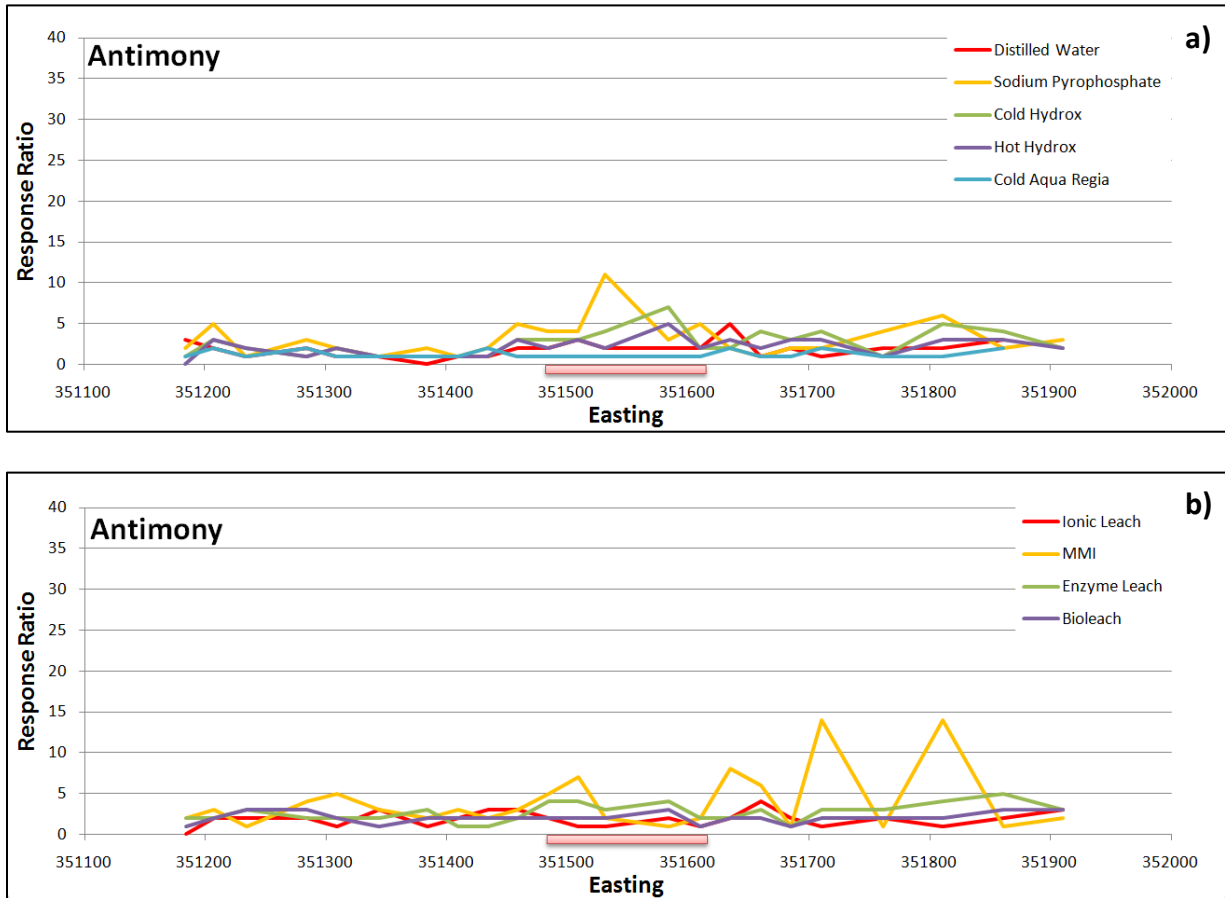 a)
Antimony
Distilled Water
Sodium Pyrophosphate
Cold Hydrox
Hot Hydrox
Cold Aqua Regia
Response Ratio
40
35
30
25
20
15
10
5
0
351100 351200 351300 351400 351500 351600 351700 351800 351900 352000
Easting
b)
Antimony
Ionic Leach
MMI
Enzyme Leach
Bioleach
Response Ratio
40
35
30
25
20
15
10
5
0
351100 351200 351300 351400 351500 351600 351700 351800 351900 352000
Easting